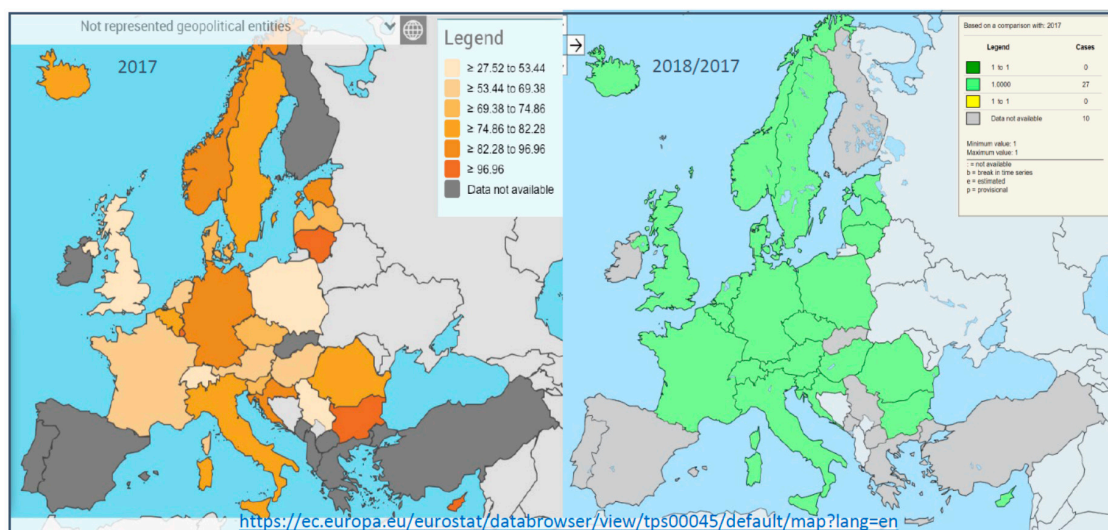 Not represented geopolitical entities
2017
Legend
≥ 27.52 to 53.44
≥ 53.44 to 69.38
≥ 69.38 to 74.86
≥ 74.86 to 82.28
≥ 82.28 to 96.96
≥ 96.96
Data not available
2018/2017
Based on a comparison with: 2017
Legend Cases
1 to 1 0
1.0000 27
1 to 1 0
Data not available 10
Minimum value: 1
Maximum value: 1
: = not available
b = break in time series
e = estimated
p = provisional
https://ec.europa.eu/eurostat/databrowser/view/tps00045/default/map?lang=en